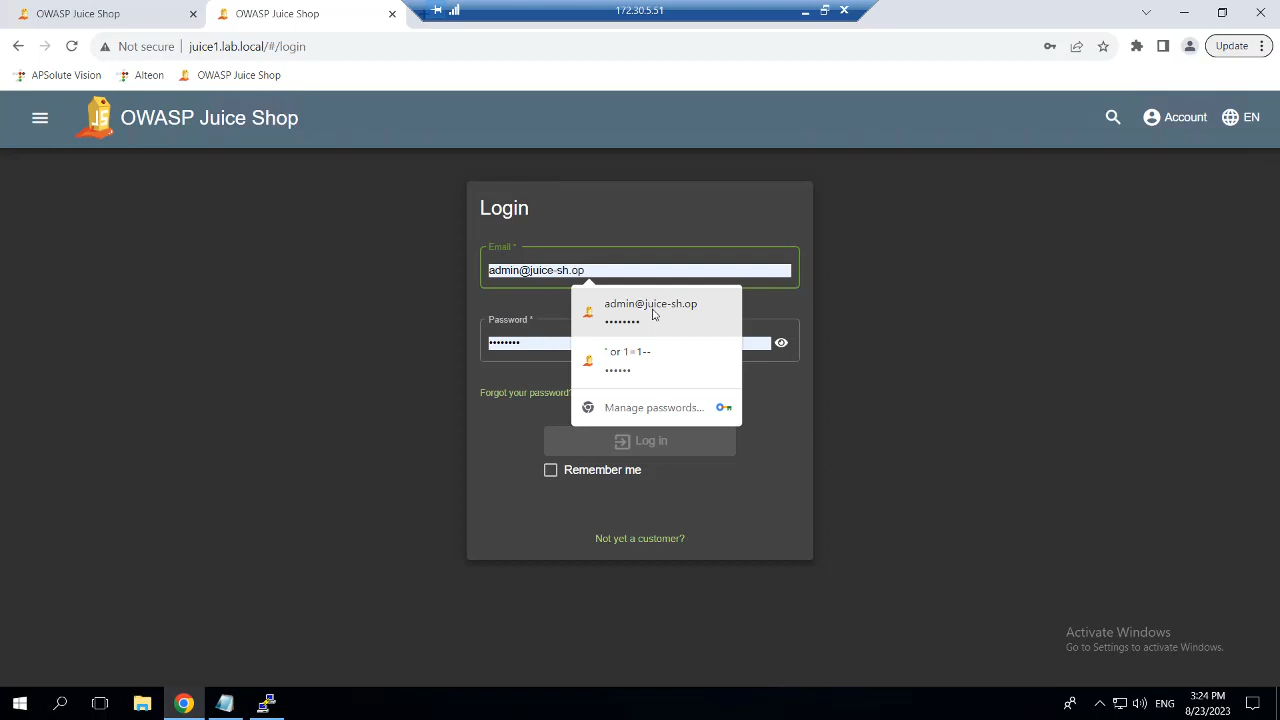 OWASP Juice Shop
OWASP Juice Shop
172.30.5.51
Not secure
juice1.lab.local/#/login
Update
APSolute Vision
Alteon
OWASP Juice Shop
JS
OWASP Juice Shop
Account
EN
Login
Email *
admin@juice-sh.op
admin@juice-sh.op
••••••••
Password *
••••••••
' or 1=1--
••••••
Forgot your password?
Manage passwords...
Log in
Remember me
Not yet a customer?
Activate Windows
Go to Settings to activate Windows.
ENG
3:24 PM
8/23/2023